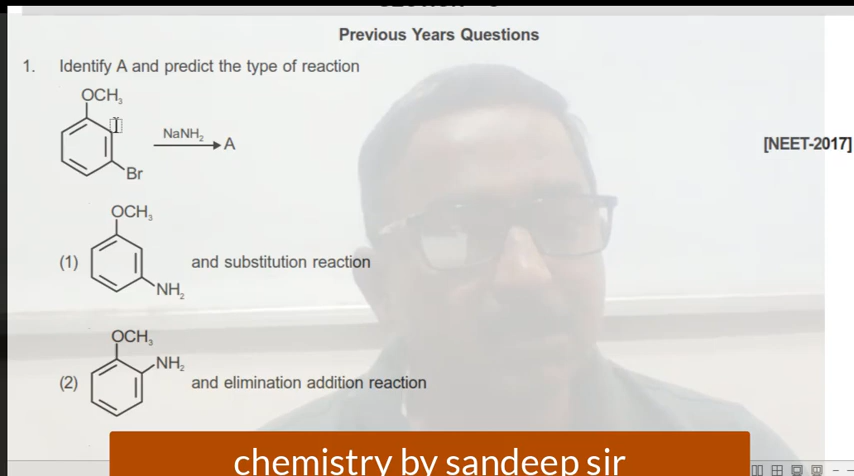 Previous Years Questions
1. Identify A and predict the type of reaction
OCH₃
NaNH₂
A
[NEET-2017]
Br
OCH₃
(1)
and substitution reaction
NH₂
OCH₃
NH₂
(2)
and elimination addition reaction
chemistry by sandeep sir